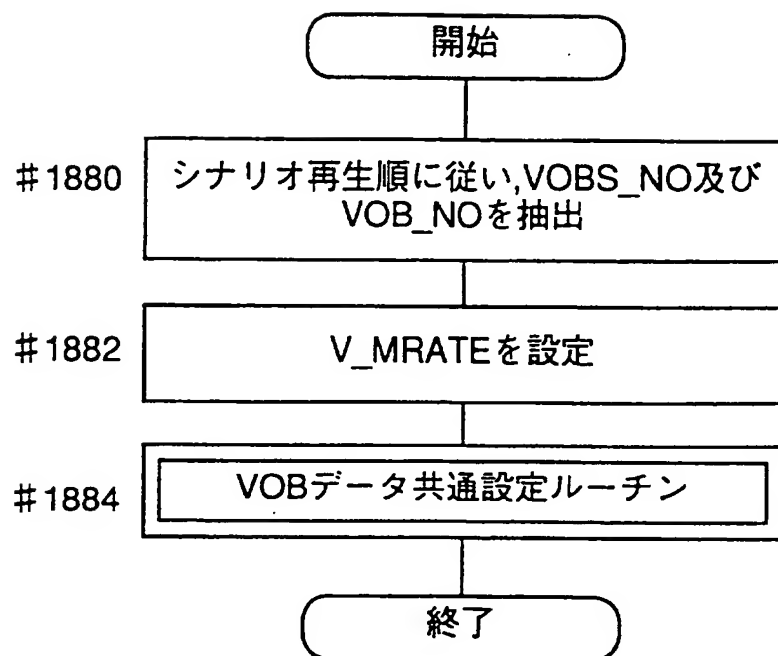 開始
#1880
シナリオ再生順に従い,VOBS_NO及び
VOB_NOを抽出
#1882
V_MRATEを設定
#1884
VOBデータ共通設定ルーチン
終了